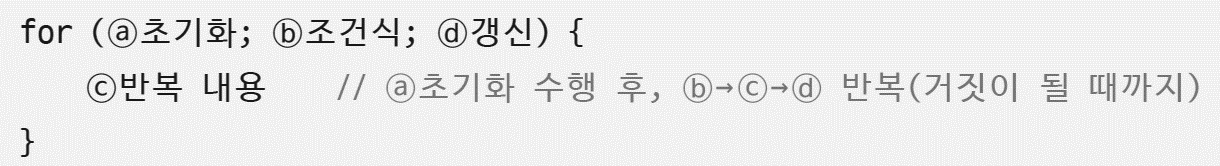 for (ⓐ초기화; ⓑ조건식; ⓓ갱신) {
ⓒ반복 내용 // ⓐ초기화 수행 후, ⓑ→ⓒ→ⓓ 반복(거짓이 될 때까지)
}